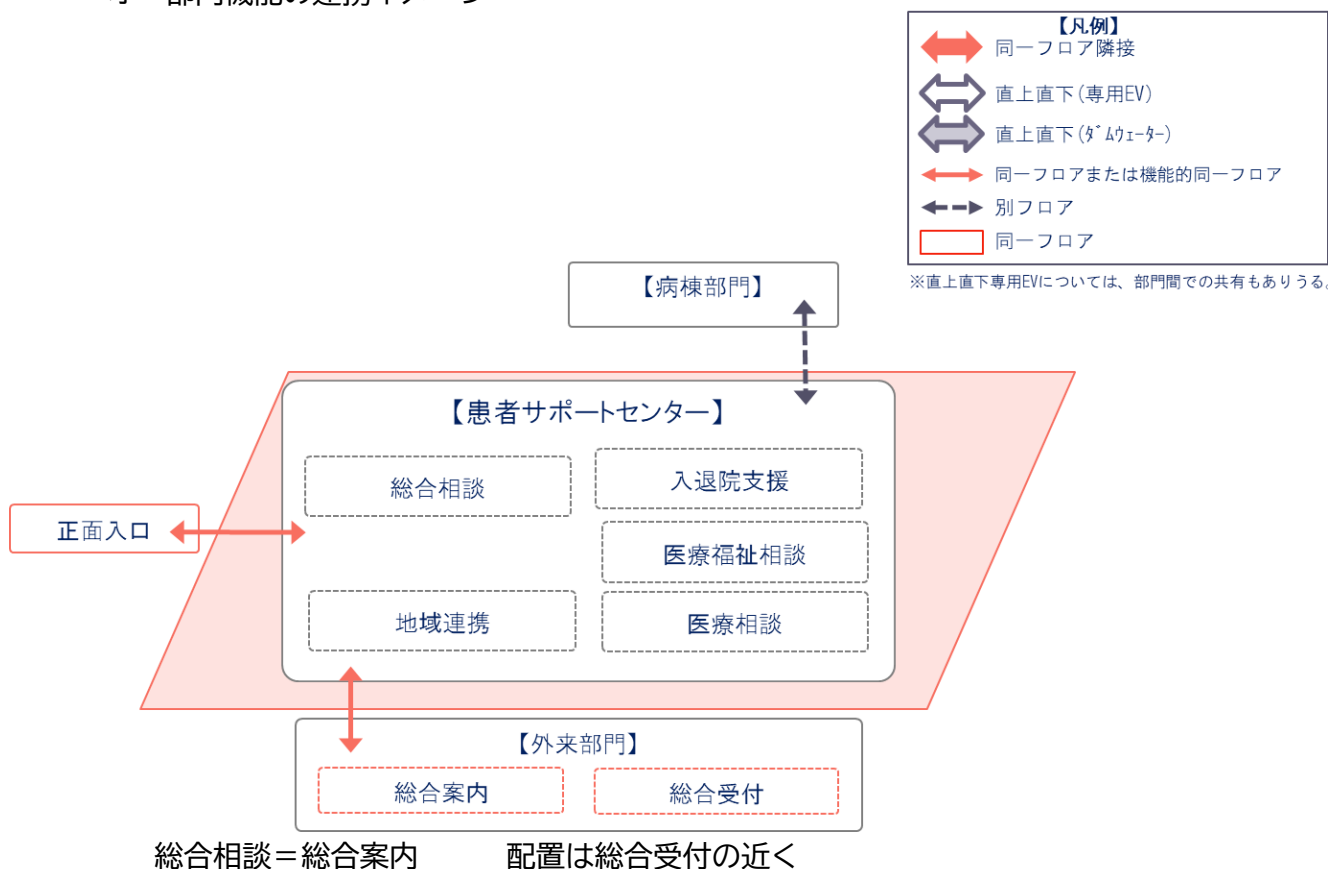 【凡例】
同一フロア隣接
直上直下(専用EV)
直上直下(ﾀﾞﾑｳｪｰﾀｰ)
同一フロアまたは機能的同一フロア
別フロア
同一フロア
※直上直下専用EVについては、部門間での共有もありうる。
【病棟部門】
【患者サポートセンター】
総合相談
入退院支援
正面入口
医療福祉相談
地域連携
医療相談
【外来部門】
総合案内
総合受付
総合相談＝総合案内 配置は総合受付の近く